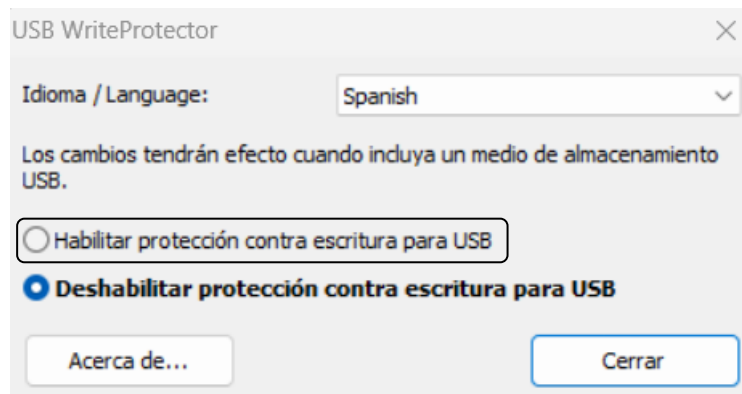 USB WriteProtector
Idioma / Language: Spanish
Los cambios tendrán efecto cuando incluya un medio de almacenamiento
USB.
Habilitar protección contra escritura para USB
Deshabilitar protección contra escritura para USB
Acerca de... Cerrar